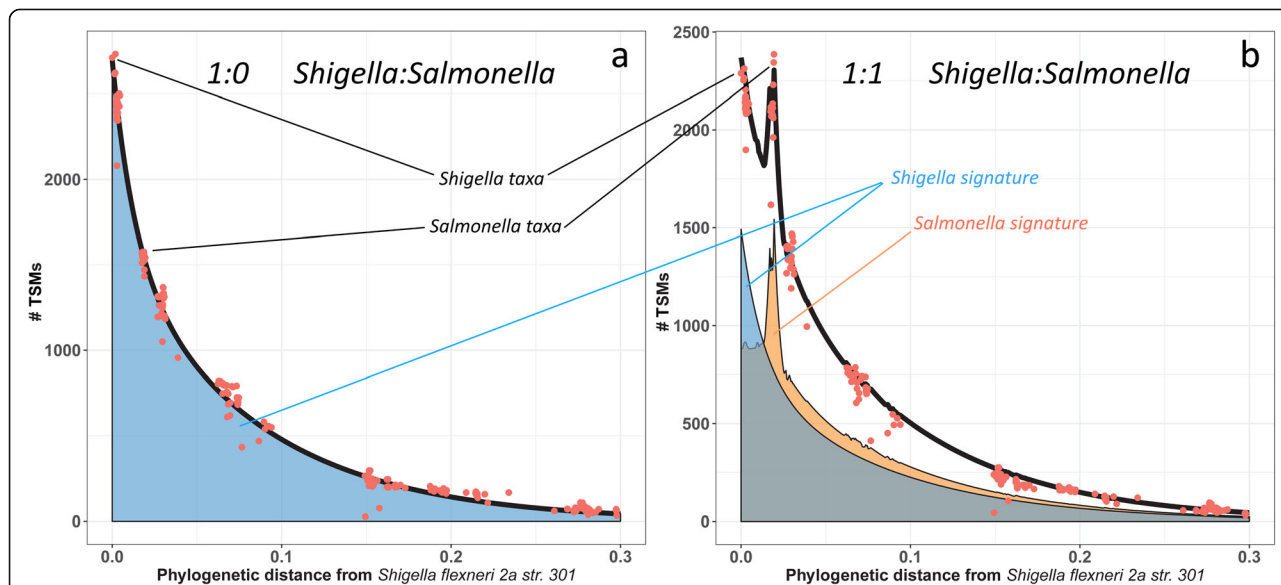 1:0 Shigella:Salmonella
a
2000
1000
0
# TSMs
0.0 0.1 0.2 0.3
Phylogenetic distance from Shigella flexneri 2a str. 301
Shigella taxa
Salmonella taxa
1:1 Shigella:Salmonella
b
Shigella signature
Salmonella signature
2500
2000
1500
1000
500
0
# TSMs
0.0 0.1 0.2 0.3
Phylogenetic distance from Shigella flexneri 2a str. 301